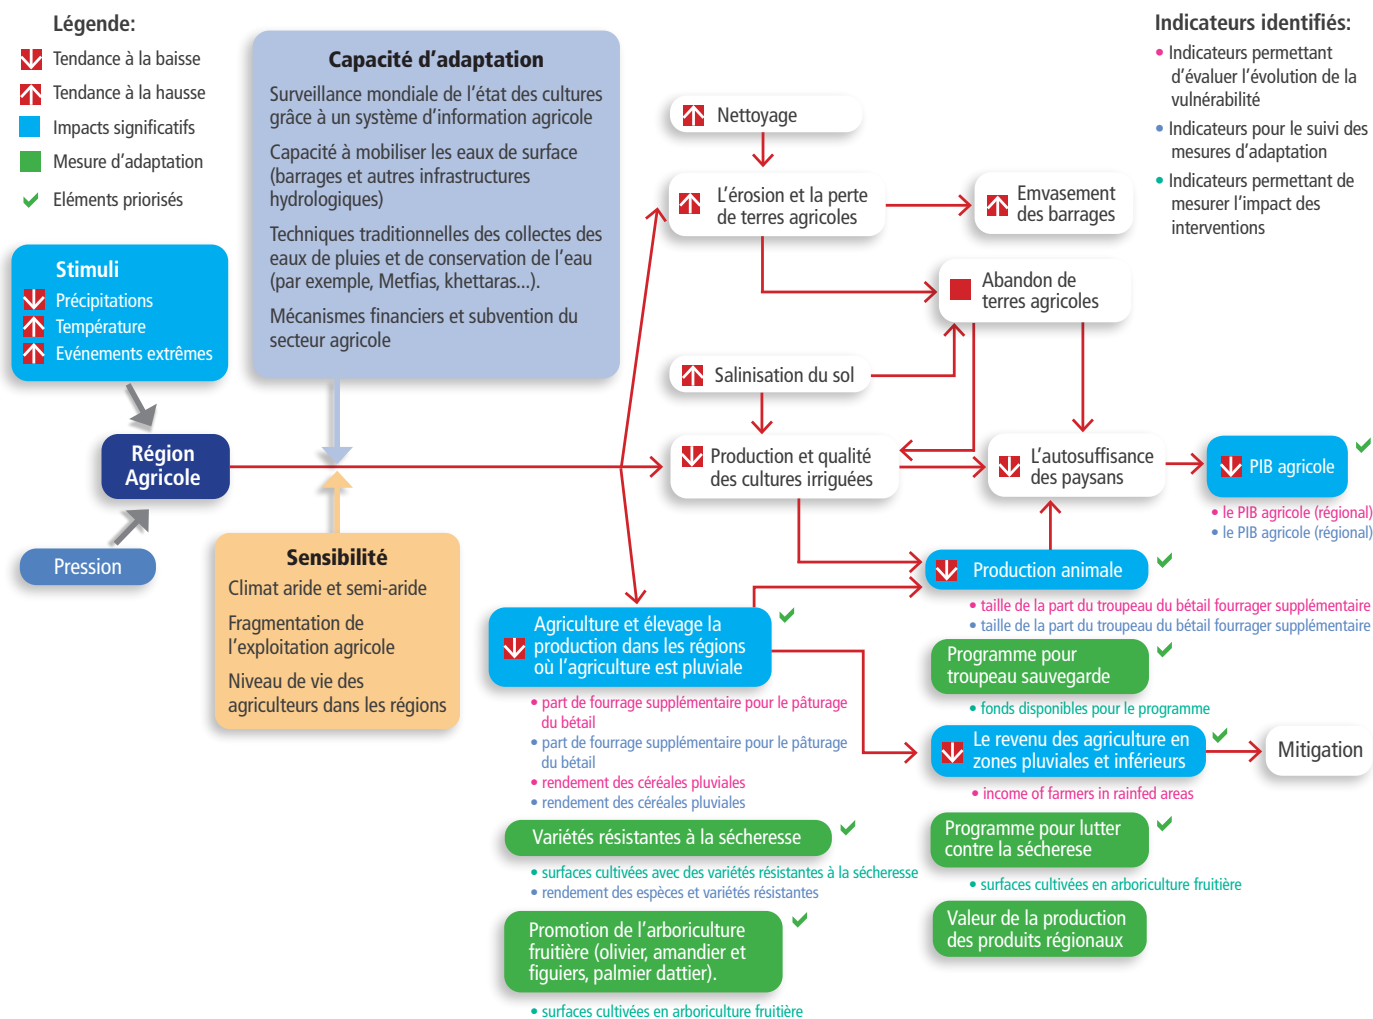 Légende:
Tendance à la baisse
Tendance à la hausse
Impacts significatifs
Mesure d'adaptation
Eléments priorisés
Stimuli
Précipitations
Température
Evénements extrêmes
Région
Agricole
Pression
Capacité d'adaptation
Surveillance mondiale de l'état des cultures
grâce à un système d'information agricole
Capacité à mobiliser les eaux de surface
(barrages et autres infrastructures
hydrologiques)
Techniques traditionnelles des collectes des
eaux de pluies et de conservation de l'eau
(par exemple, Metfias, khettaras...).
Mécanismes financiers et subvention du
secteur agricole
Sensibilité
Climat aride et semi-aride
Fragmentation de
l'exploitation agricole
Niveau de vie des
agriculteurs dans les régions
Nettoyage
L'érosion et la perte
de terres agricoles
Emvasement
des barrages
Abandon de
terres agricoles
Salinisation du sol
Production et qualité
des cultures irriguées
L'autosuffisance
des paysans
PIB agricole
• le PIB agricole (régional)
• le PIB agricole (régional)
Indicateurs identifiés:
• Indicateurs permettant
d'évaluer l'évolution de la
vulnérabilité
• Indicateurs pour le suivi des
mesures d'adaptation
• Indicateurs permettant de
mesurer l'impact des
interventions
Agriculture et élevage la
production dans les régions
où l'agriculture est pluviale
• part de fourrage supplémentaire pour le pâturage
du bétail
• part de fourrage supplémentaire pour le pâturage
du bétail
• rendement des céréales pluviales
• rendement des céréales pluviales
Variétés résistantes à la sécheresse
• surfaces cultivées avec des variétés résistantes à la sécheresse
• rendement des espèces et variétés résistantes
Promotion de l'arboriculture
fruitière (olivier, amandier et
figuiers, palmier dattier).
• surfaces cultivées en arboriculture fruitière
Production animale
• taille de la part du troupeau du bétail fourrager supplémentaire
• taille de la part du troupeau du bétail fourrager supplémentaire
Programme pour
troupeau sauvegarde
• fonds disponibles pour le programme
Le revenu des agriculture en
zones pluviales et inférieurs
• income of farmers in rainfed areas
Mitigation
Programme pour lutter
contre la sécherese
• surfaces cultivées en arboriculture fruitière
Valeur de la production
des produits régionaux